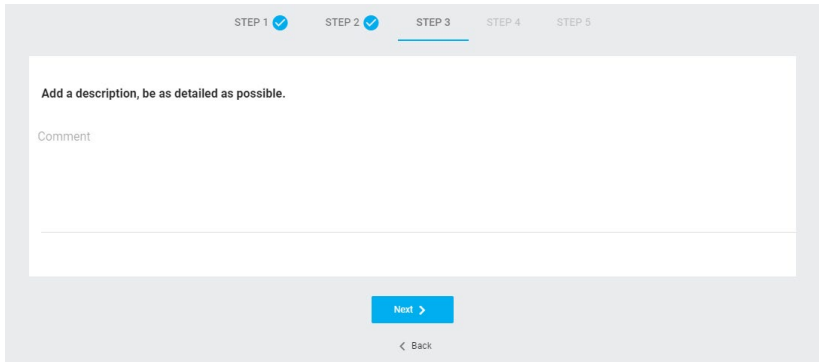 STEP 1 STEP 2 STEP 3 STEP 4 STEP 5
Add a description, be as detailed as possible.
Comment
Next
Back